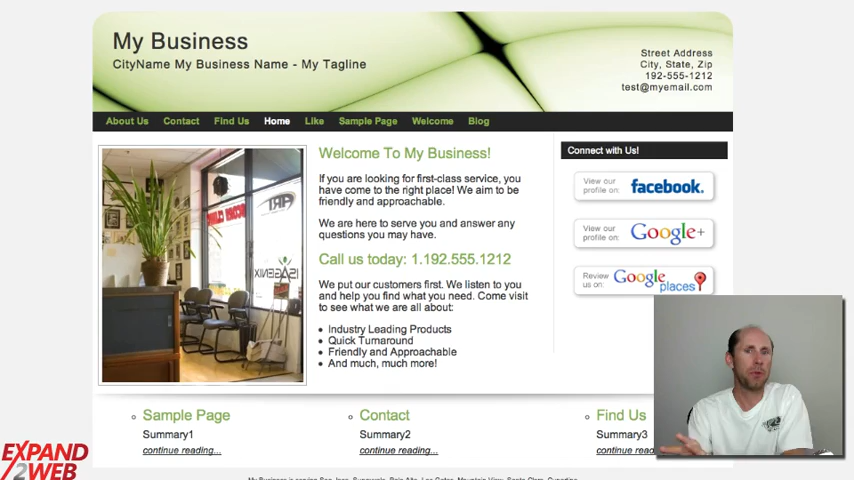 My Business
CityName My Business Name - My Tagline
Street Address
City, State, Zip
192-555-1212
test@myemail.com
About Us Contact Find Us Home Like Sample Page Welcome Blog
ISAGENIX
Welcome To My Business!
If you are looking for first-class service, you
have come to the right place! We aim to be
friendly and approachable.
We are here to serve you and answer any
questions you may have.
Call us today: 1.192.555.1212
We put our customers first. We listen to you
and help you find what you need. Come visit
to see what we are all about:
Industry Leading Products
Quick Turnaround
Friendly and Approachable
And much, much more!
Connect with Us!
View our
profile on:
facebook.
View our
profile on:
Google+
Review
us on:
Google
places
Sample Page
Summary1
continue reading...
Contact
Summary2
continue reading...
Find Us
Summary3
continue read
EXPAND
2WEB